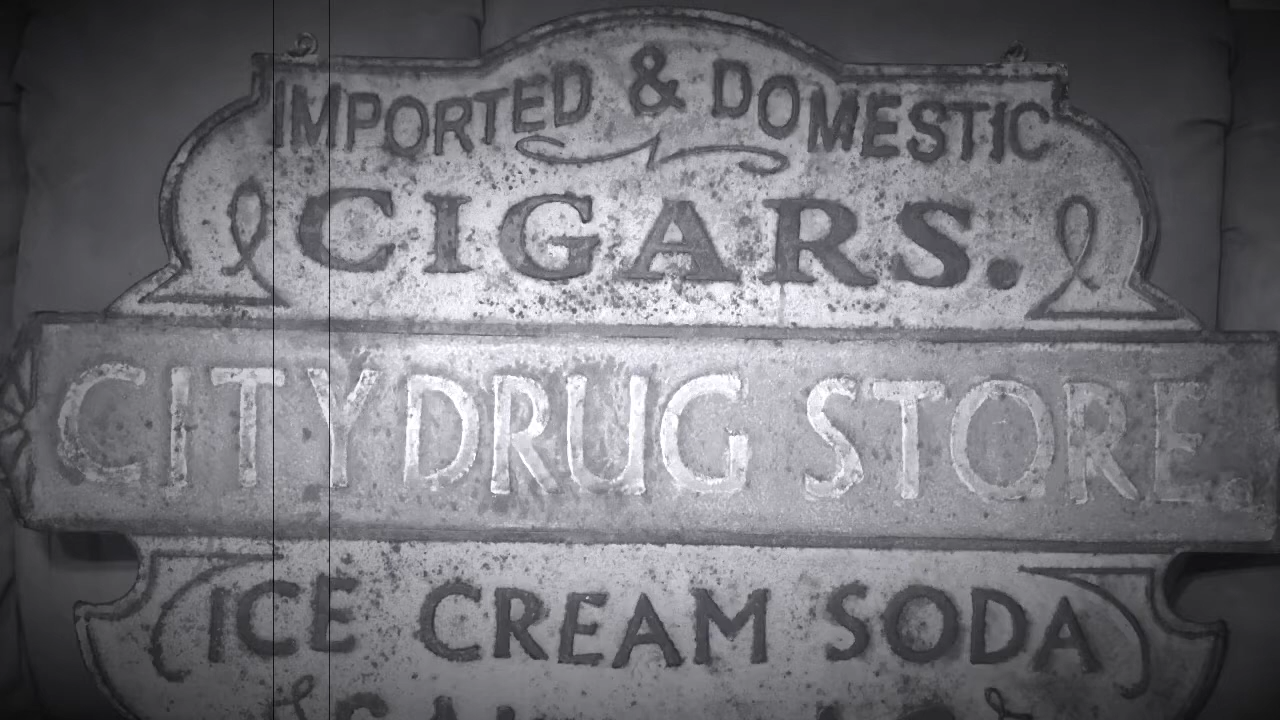 IMPORTED & DOMESTIC
CIGARS.
CITY DRUG STORE.
ICE CREAM SODA